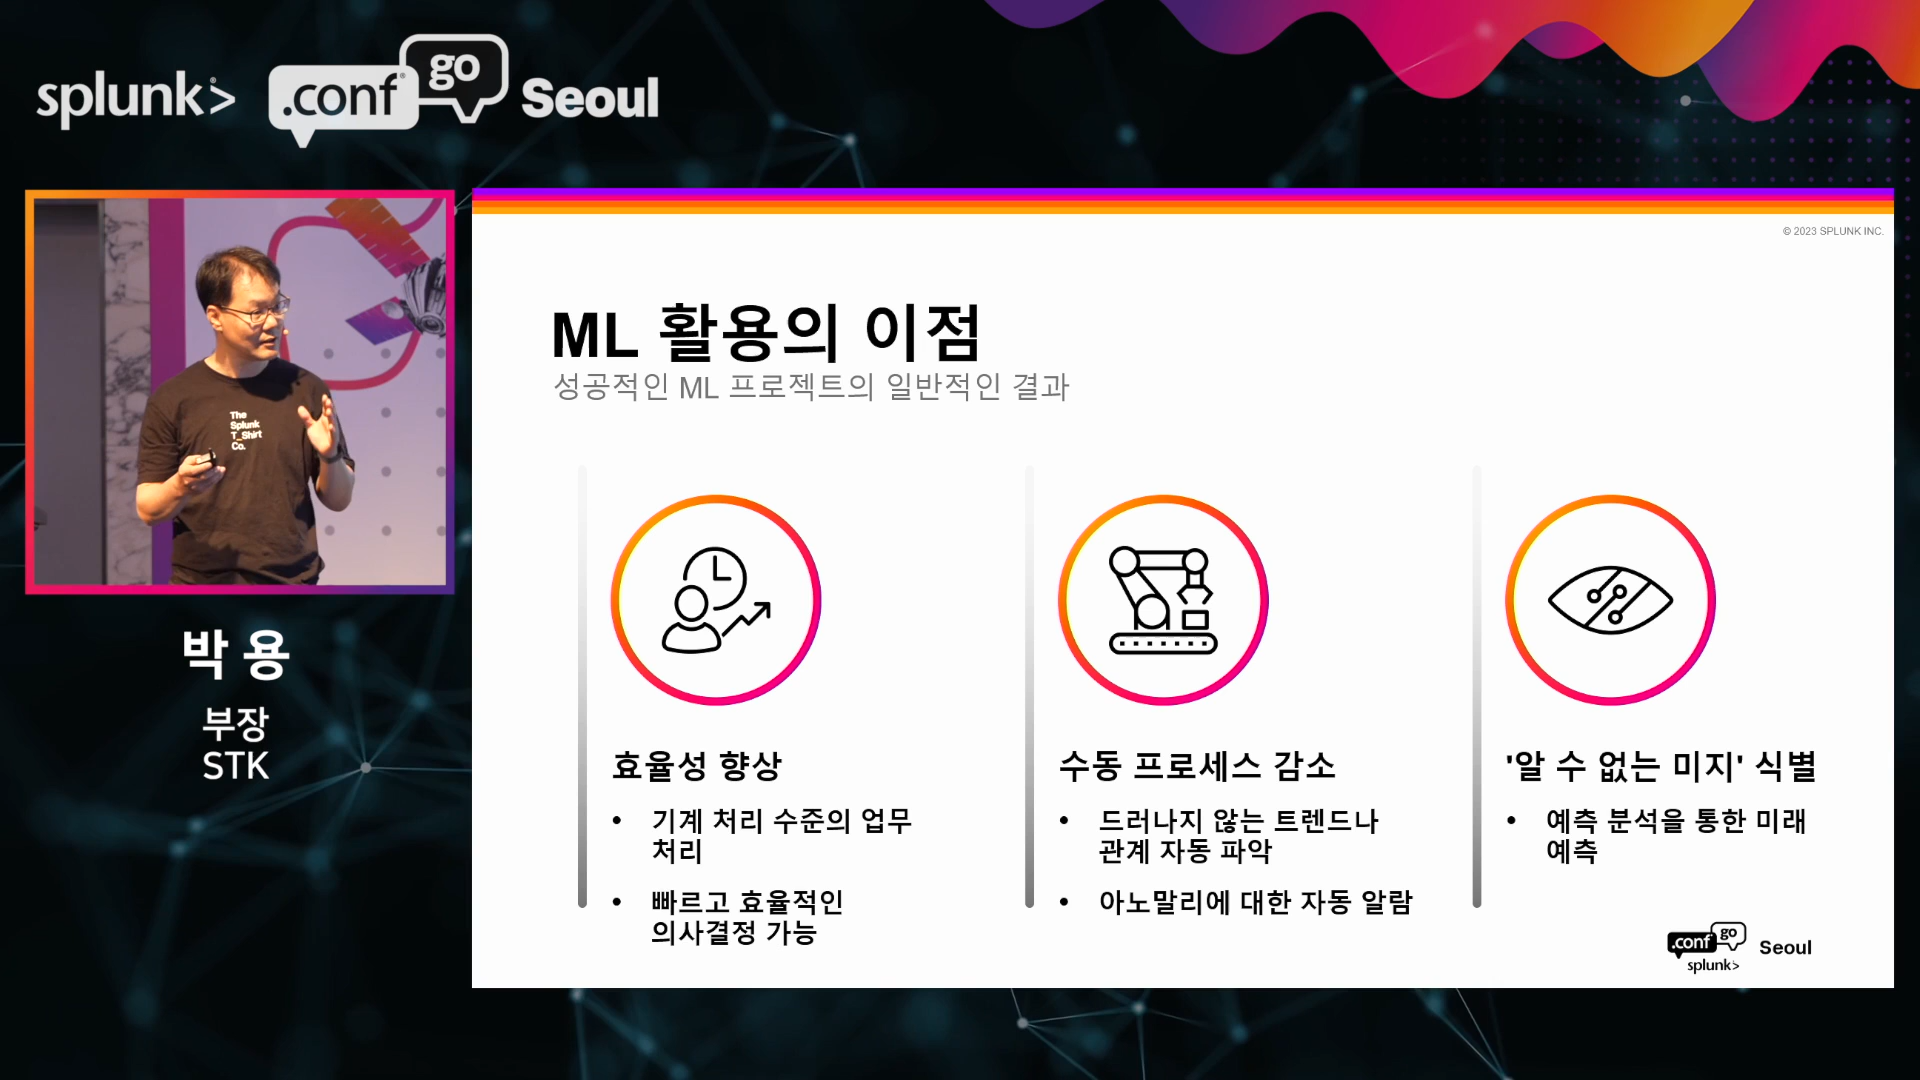 splunk>
.conf go Seoul
The
Splunk
T_Shirt
Co.
박 용
부장
STK
© 2023 SPLUNK INC.
ML 활용의 이점
성공적인 ML 프로젝트의 일반적인 결과
효율성 향상
• 기계 처리 수준의 업무
처리
• 빠르고 효율적인
의사결정 가능
수동 프로세스 감소
• 드러나지 않는 트렌드나
관계 자동 파악
• 아노말리에 대한 자동 알람
'알 수 없는 미지' 식별
• 예측 분석을 통한 미래
예측
.conf go Seoul
splunk>